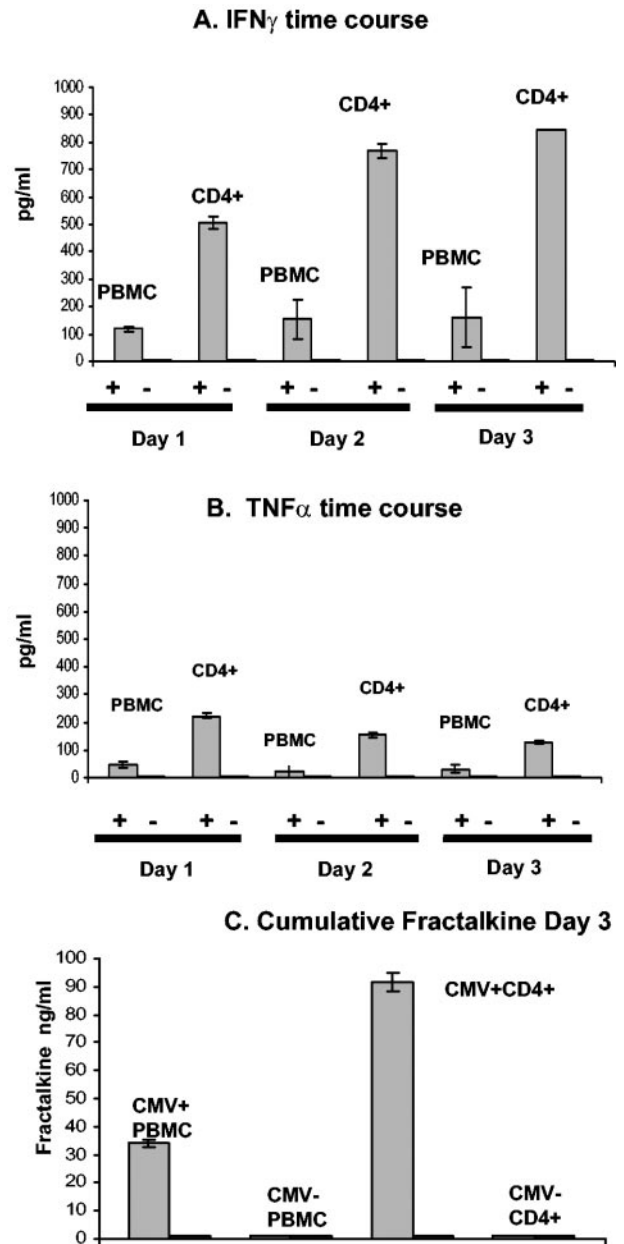 A. IFNγ time course
1000
900
800
700
600
500
400
300
200
100
0
pg/ml
PBMC
CD4+
PBMC
CD4+
PBMC
CD4+
+ - + - + - + - + - + -
Day 1 Day 2 Day 3
B. TNFα time course
1000
900
800
700
600
500
400
300
200
100
0
pg/ml
PBMC
CD4+
PBMC
CD4+
PBMC
CD4+
+ - + - + - + - + - + -
Day 1 Day 2 Day 3
C. Cumulative Fractalkine Day 3
100
90
80
70
60
50
40
30
20
10
0
Fractalkine ng/ml
CMV+
PBMC
CMV-
PBMC
CMV+CD4+
CMV-
CD4+